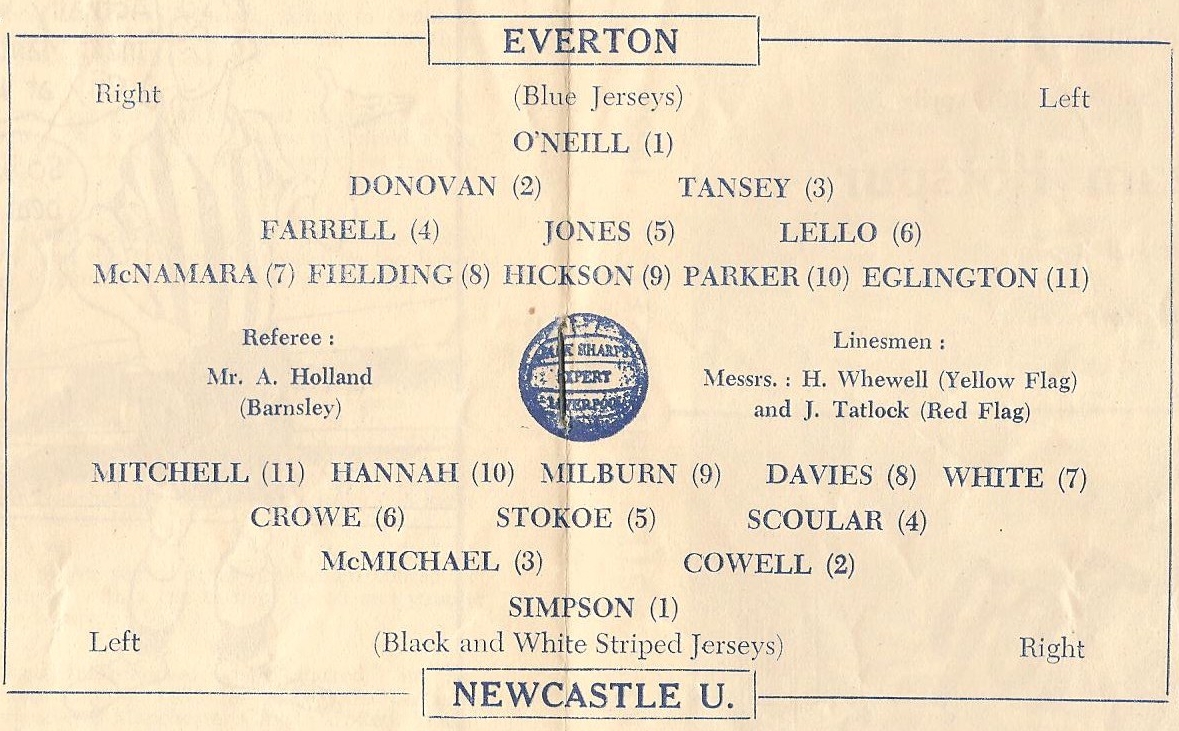 EVERTON
Right (Blue Jerseys) Left
O'NEILL (1)
DONOVAN (2) TANSEY (3)
FARRELL (4) JONES (5) LELLO (6)
McNAMARA (7) FIELDING (8) HICKSON (9) PARKER (10) EGLINGTON (11)
Referee :
Mr. A. Holland
(Barnsley)
SHARPS
EXPERT
LIVERPOOL
Linesmen :
Messrs. : H. Whewell (Yellow Flag)
and J. Tatlock (Red Flag)
MITCHELL (11) HANNAH (10) MILBURN (9) DAVIES (8) WHITE (7)
CROWE (6) STOKOE (5) SCOULAR (4)
McMICHAEL (3) COWELL (2)
SIMPSON (1)
Left (Black and White Striped Jerseys) Right
NEWCASTLE U.